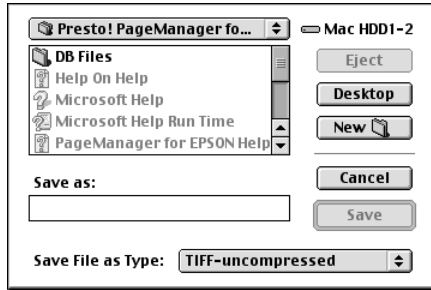 Presto! PageManager fo...
Mac HDD1-2
DB Files
Help On Help
Microsoft Help
Microsoft Help Run Time
PageManager for EPSON Help
Eject
Desktop
New
Save as:
Cancel
Save
Save File as Type: TIFF-uncompressed